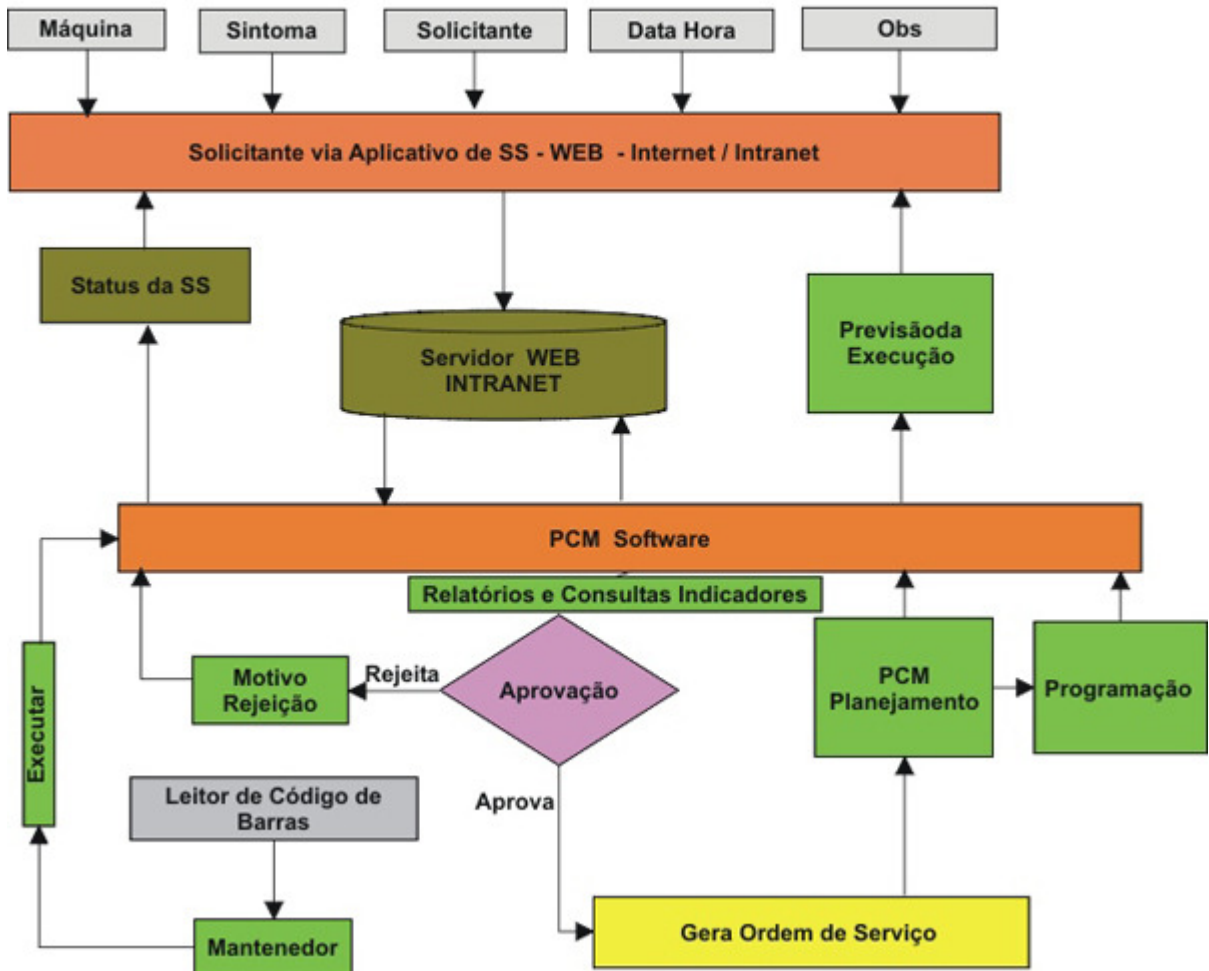 Máquina
Sintoma
Solicitante
Data Hora
Obs
Solicitante via Aplicativo de SS - WEB - Internet / Intranet
Status da SS
Servidor WEB
INTRANET
Previsãoda
Execução
PCM Software
Relatórios e Consultas Indicadores
Motivo
Rejeição
Rejeita
Aprovação
PCM
Planejamento
Programação
Executar
Leitor de Código de
Barras
Aprova
Mantenedor
Gera Ordem de Serviço